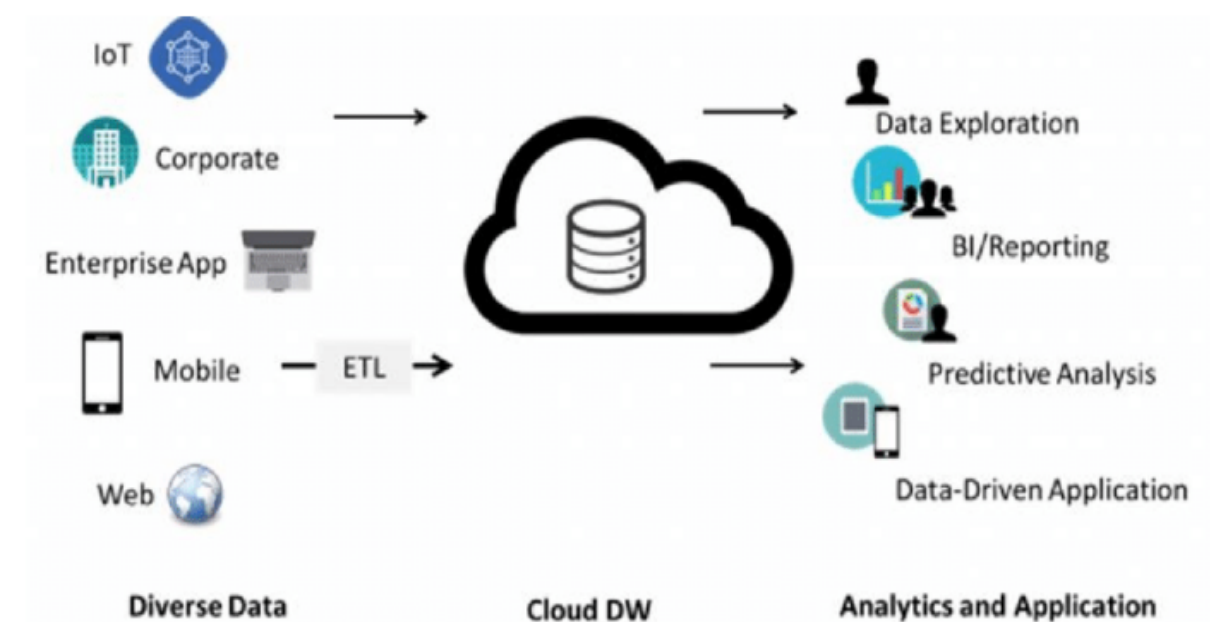 IoT
Corporate
Enterprise App
Mobile
ETL
Web
Diverse Data
Cloud DW
Data Exploration
BI/Reporting
Predictive Analysis
Data-Driven Application
Analytics and Application